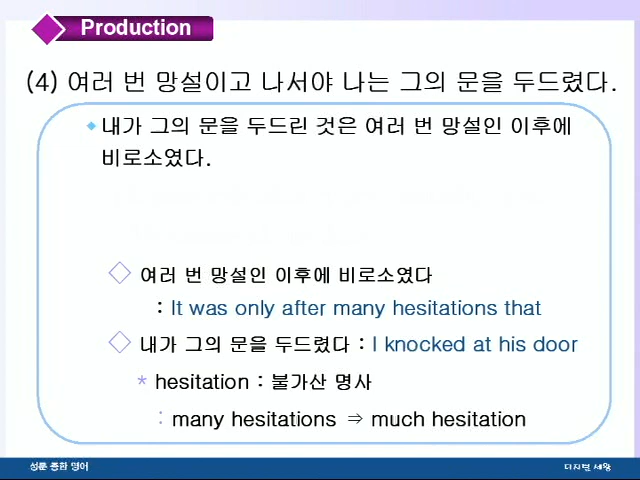 Production
(4) 여러 번 망설이고 나서야 나는 그의 문을 두드렸다.
내가 그의 문을 두드린 것은 여러 번 망설인 이후에
비로소였다.
여러 번 망설인 이후에 비로소였다
: It was only after many hesitations that
내가 그의 문을 두드렸다 : I knocked at his door
* hesitation : 불가산 명사
: many hesitations ⇒ much hesitation
성문 종합 영어
디지털 세왕